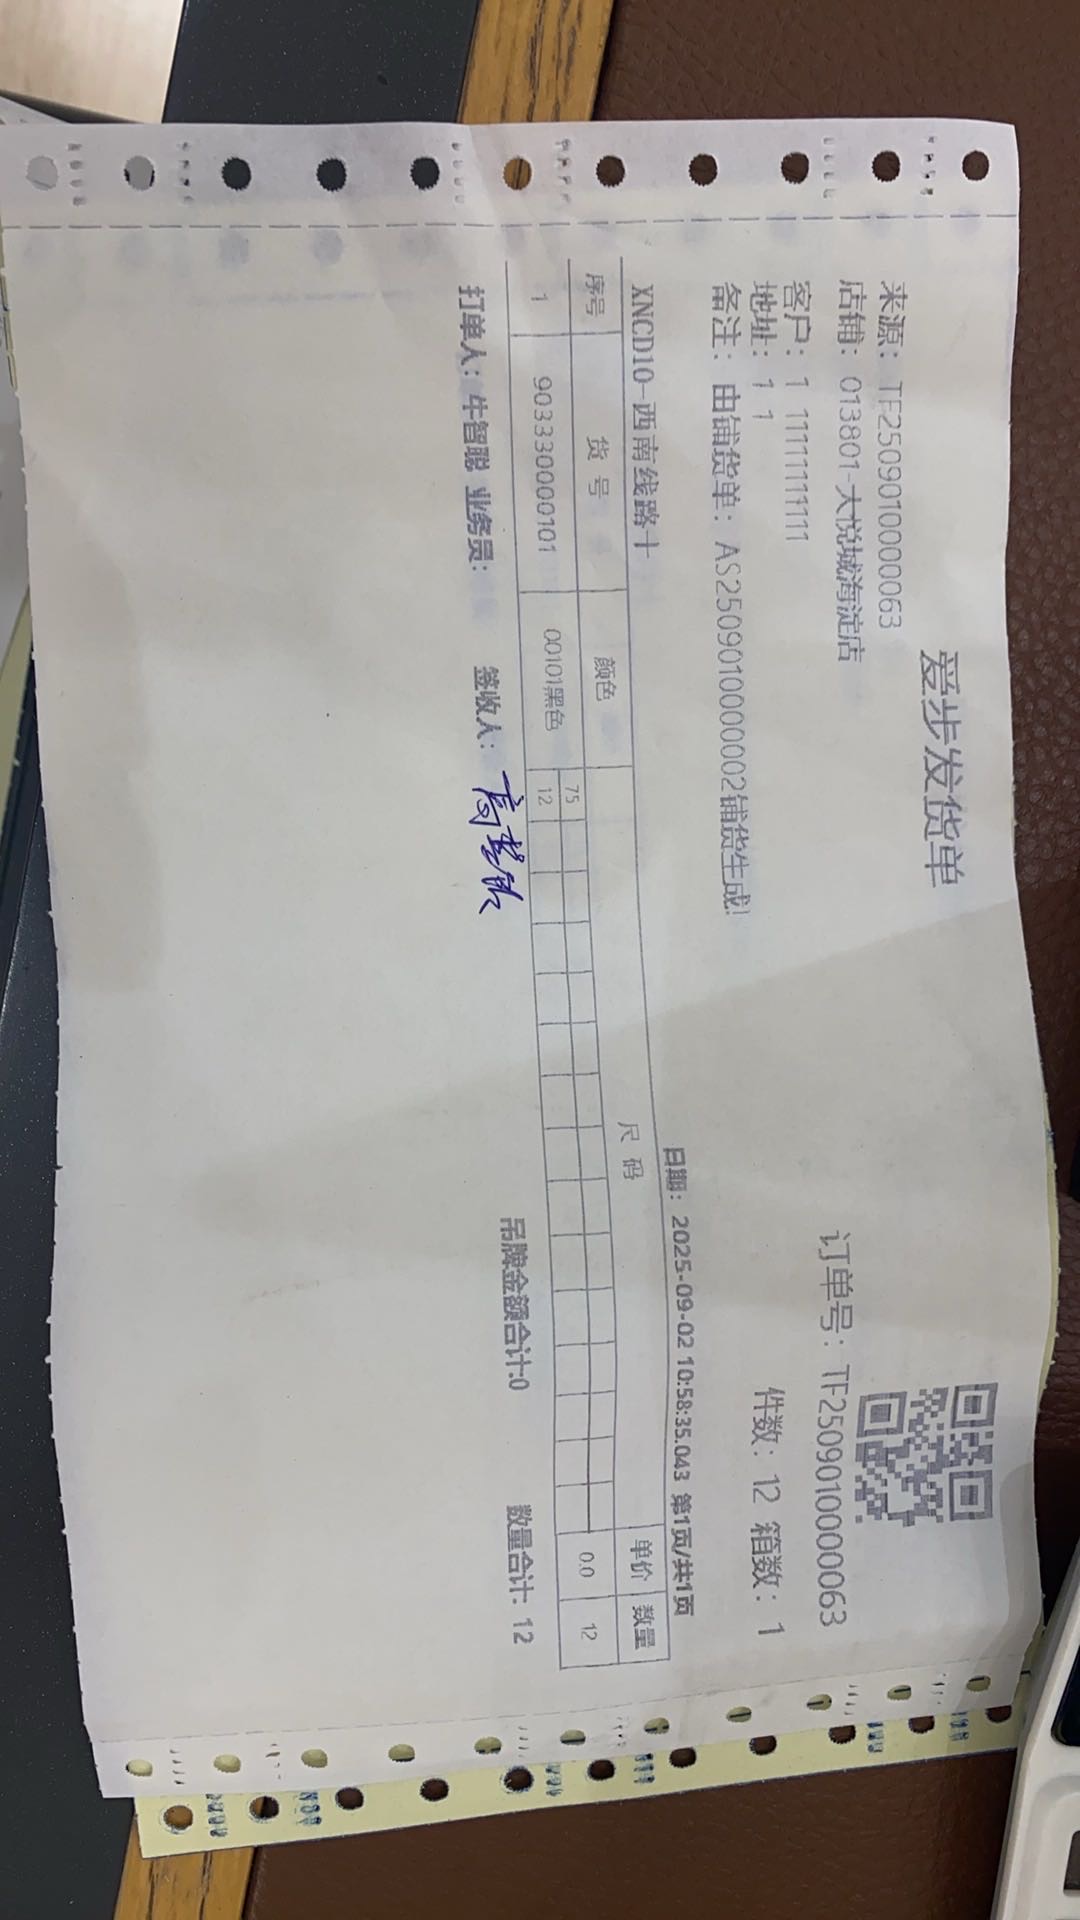 爱步发货单
来源：TF2509010000063
订单号：TF2509010000063
店铺：013801-大悦城海淀店
客户：1 11111111111
件数：12 箱数：1
地址：1 1
备注：由铺货单：AS2509010000002铺货生成!
日期：2025-09-02 10:58:35.043 第1页/共1页
XNCD10-西南线路十
序号 货 号 颜色 尺 码 单价 数量
75
1 903330000101 00101黑色 12 0.0 12
打单人：牛智聪 业务员： 签收人： 吊牌金额合计:0 数量合计: 12